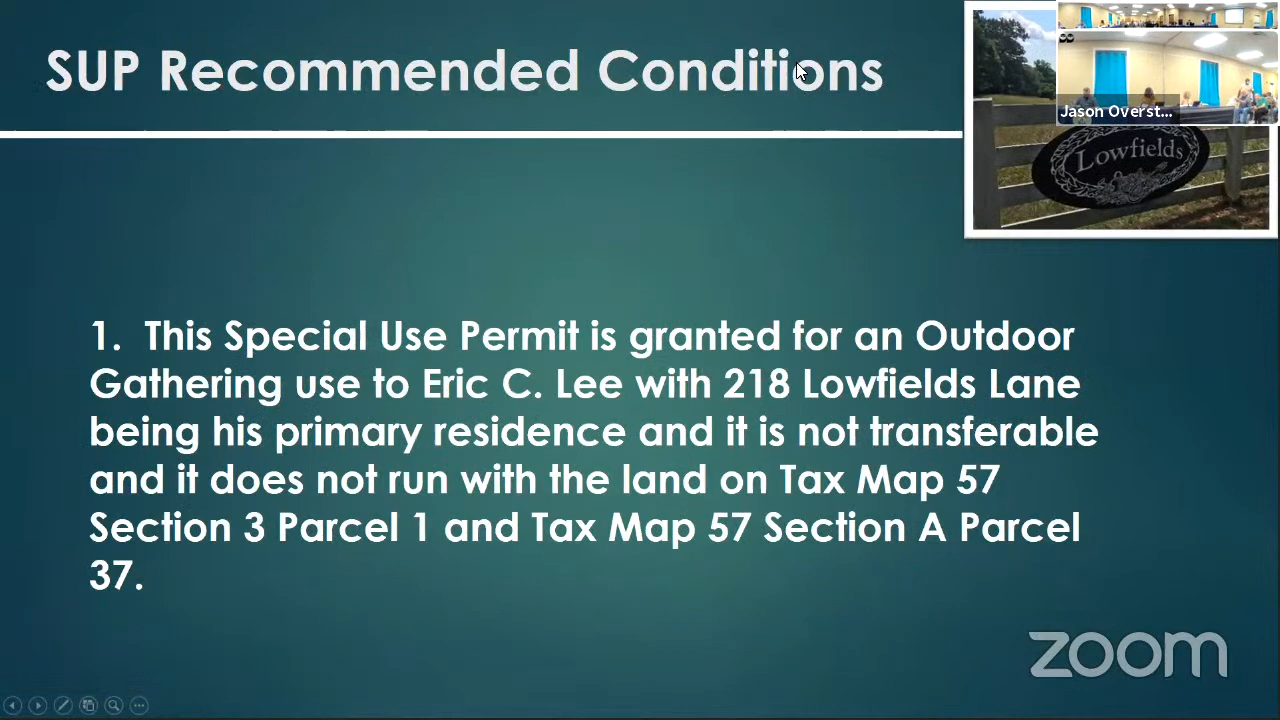 SUP Recommended Conditions
Jason Overst...
Lowfields
1. This Special Use Permit is granted for an Outdoor
Gathering use to Eric C. Lee with 218 Lowfields Lane
being his primary residence and it is not transferable
and it does not run with the land on Tax Map 57
Section 3 Parcel 1 and Tax Map 57 Section A Parcel
37.
zoom